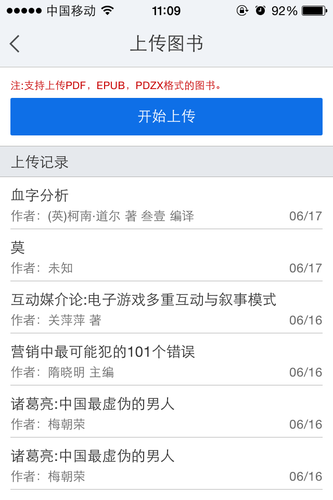 中国移动 11:09 92%
上传图书
注:支持上传PDF，EPUB，PDZX格式的图书。
开始上传
上传记录
血字分析
作者：(英)柯南·道尔 著 叁壹 编译 06/17
莫
作者：未知 06/17
互动媒介论:电子游戏多重互动与叙事模式
作者：关萍萍 著 06/16
营销中最可能犯的101个错误
作者：隋晓明 主编 06/16
诸葛亮:中国最虚伪的男人
作者：梅朝荣 06/16
诸葛亮:中国最虚伪的男人
作者：梅朝荣 06/16